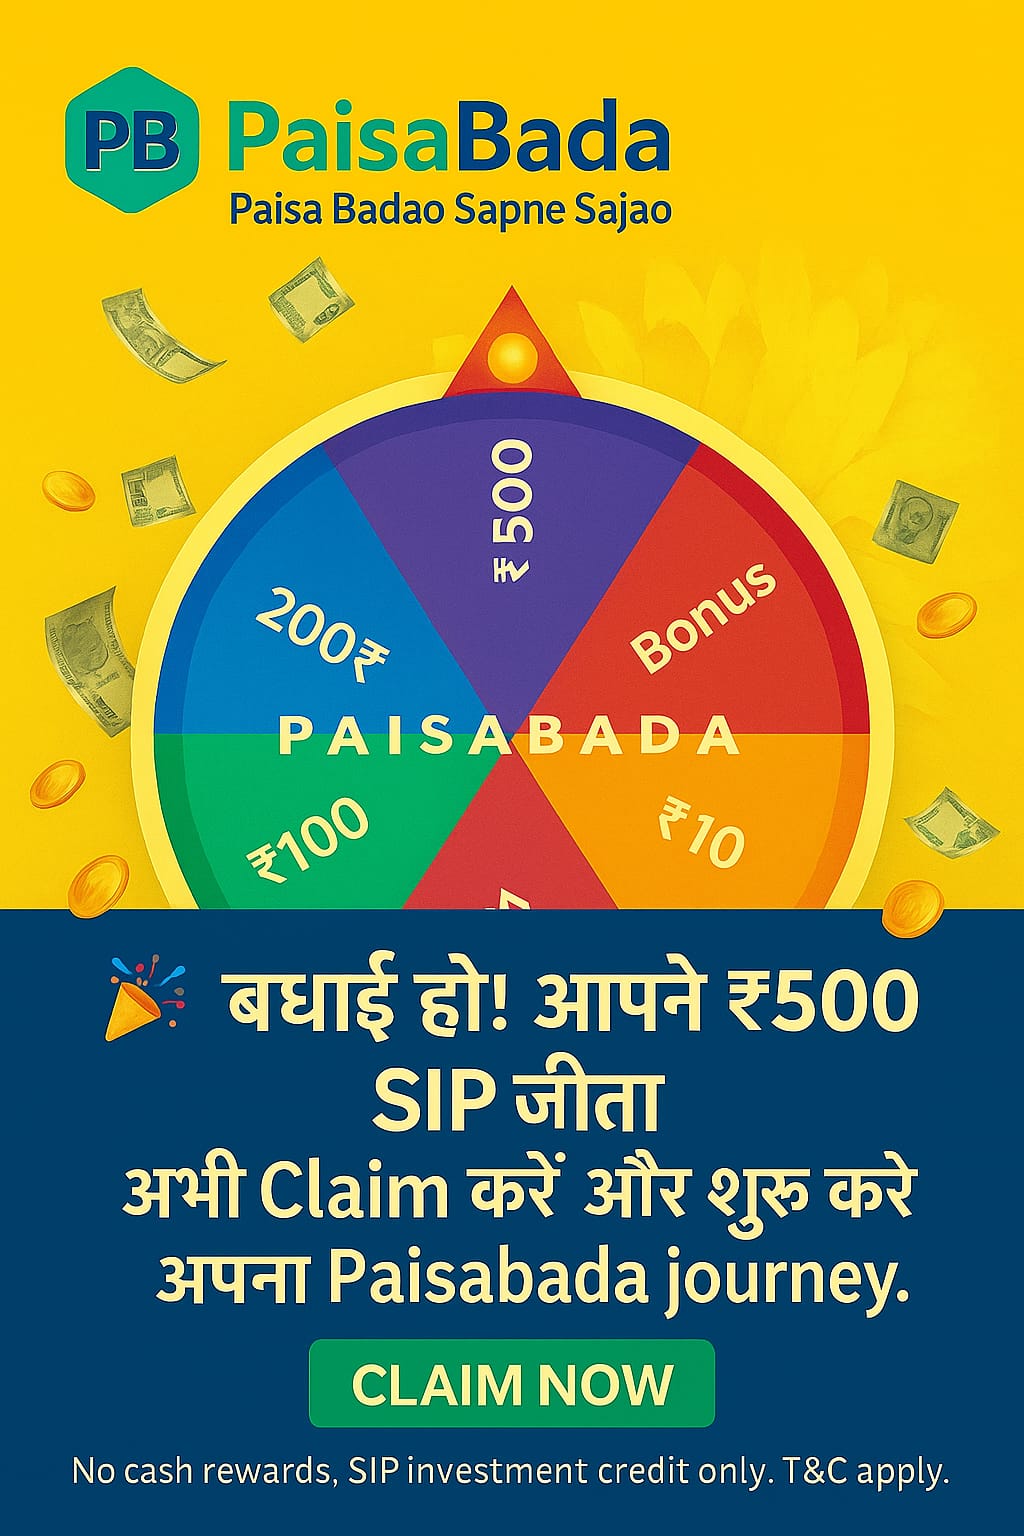 PB PaisaBada
Paisa Badao Sapne Sajao
₹500
200₹
Bonus
PAISABADA
₹100
₹10
🎉 बधाई हो! आपने ₹500
SIP जीता
अभी Claim करें और शुरू करे
अपना Paisabada journey.
CLAIM NOW
No cash rewards, SIP investment credit only. T&C apply.